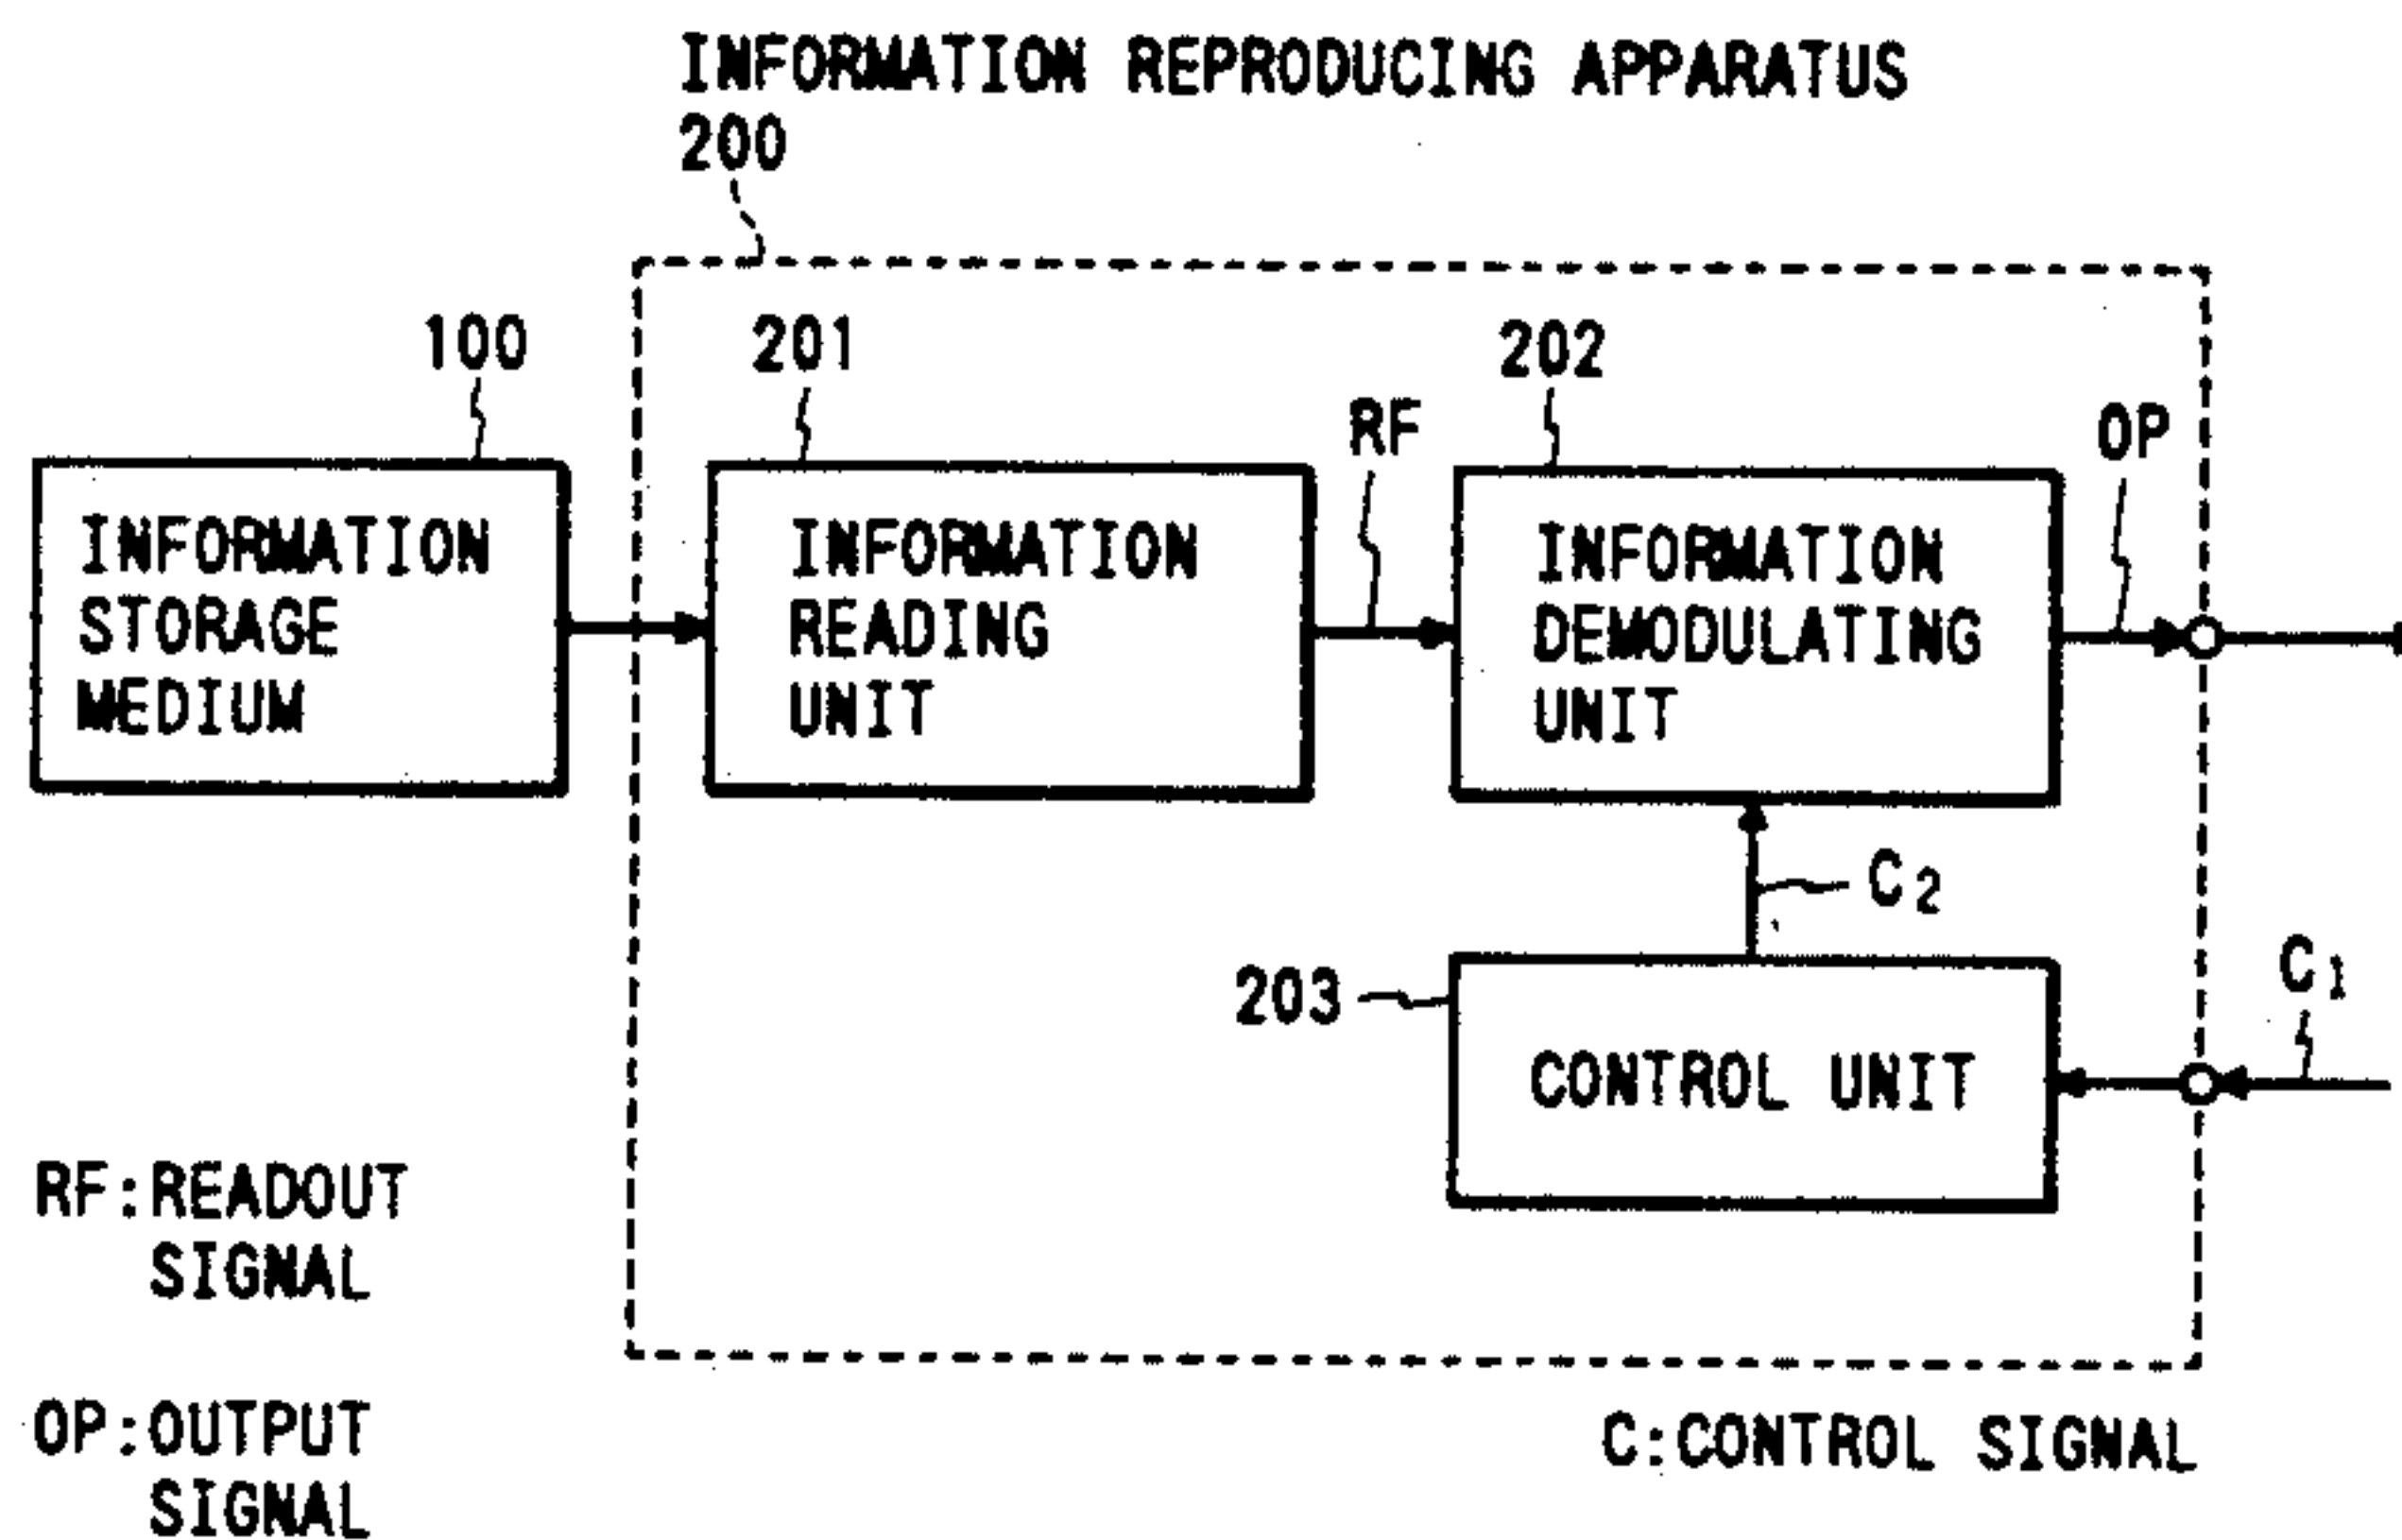 INFORMATION REPRODUCING APPARATUS
200
100
201
202
RF
OP
INFORMATION
STORAGE
MEDIUM
INFORMATION
READING
UNIT
INFORMATION
DEMODULATING
UNIT
C2
C1
203
CONTROL UNIT
RF:READOUT
SIGNAL
OP:OUTPUT
SIGNAL
C:CONTROL SIGNAL